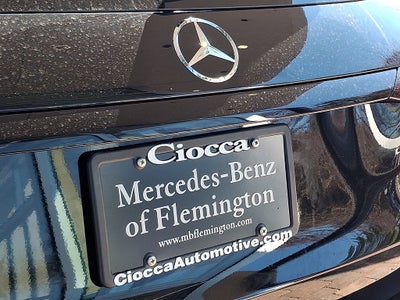 Ciocca
Mercedes-Benz
of Flemington
www.mbflemington.com
CioccaAutomotive.com